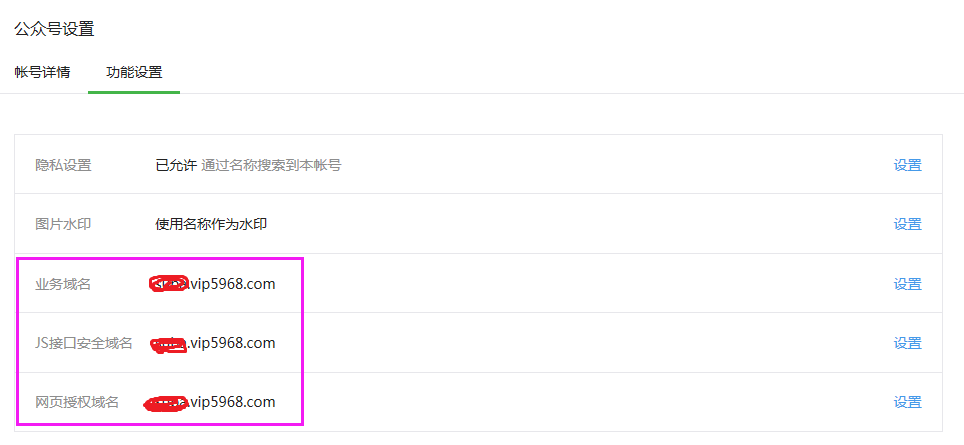 公众号设置
帐号详情 功能设置
隐私设置 已允许 通过名称搜索到本帐号 设置
图片水印 使用名称作为水印 设置
业务域名 .vip5968.com 设置
JS接口安全域名 .vip5968.com 设置
网页授权域名 .vip5968.com 设置